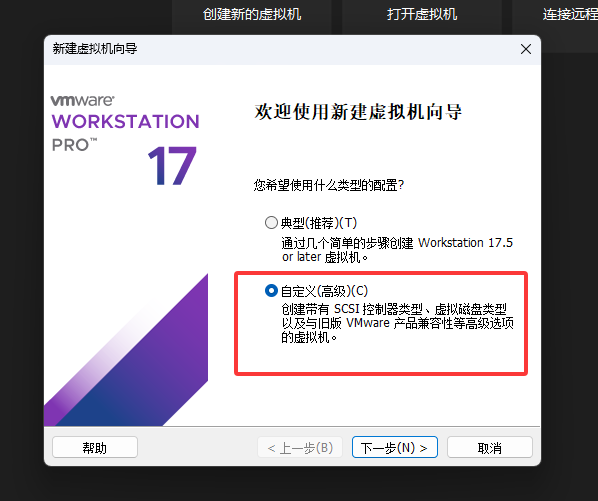 创建新的虚拟机
打开虚拟机
连接远程
新建虚拟机向导
vmware®
WORKSTATION
PRO™
17
欢迎使用新建虚拟机向导
您希望使用什么类型的配置?
典型(推荐)(T)
通过几个简单的步骤创建 Workstation 17.5
or later 虚拟机。
自定义(高级)(C)
创建带有 SCSI 控制器类型、虚拟磁盘类型
以及与旧版 VMware 产品兼容性等高级选项
的虚拟机。
帮助
< 上一步(B)
下一步(N) >
取消